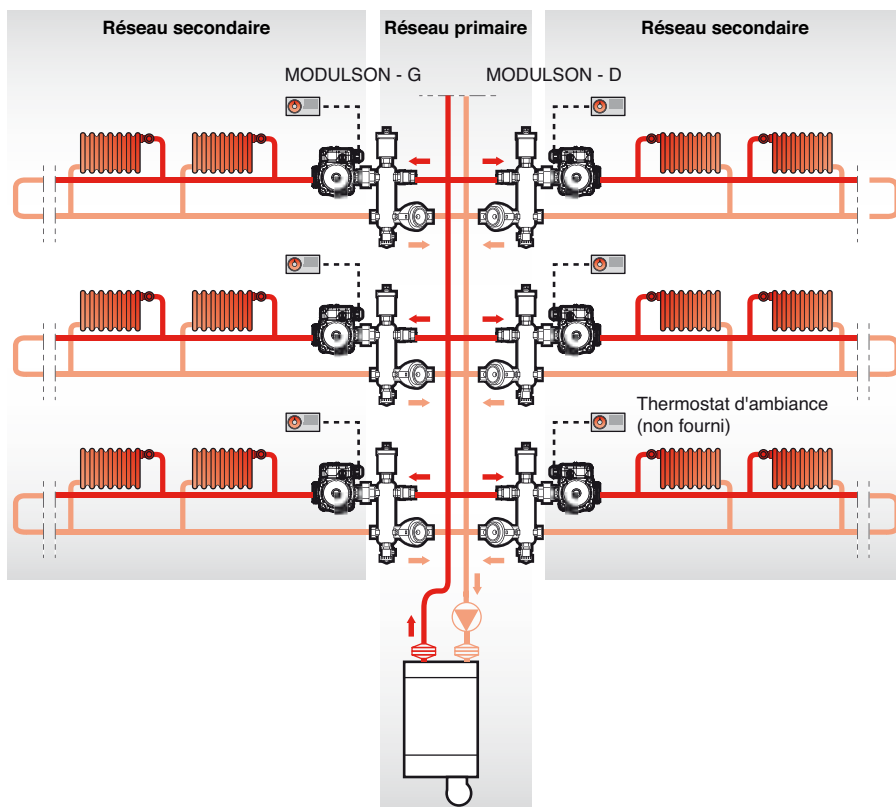 Réseau secondaire
Réseau primaire
Réseau secondaire
MODULSON - G
MODULSON - D
Thermostat d'ambiance
(non fourni)